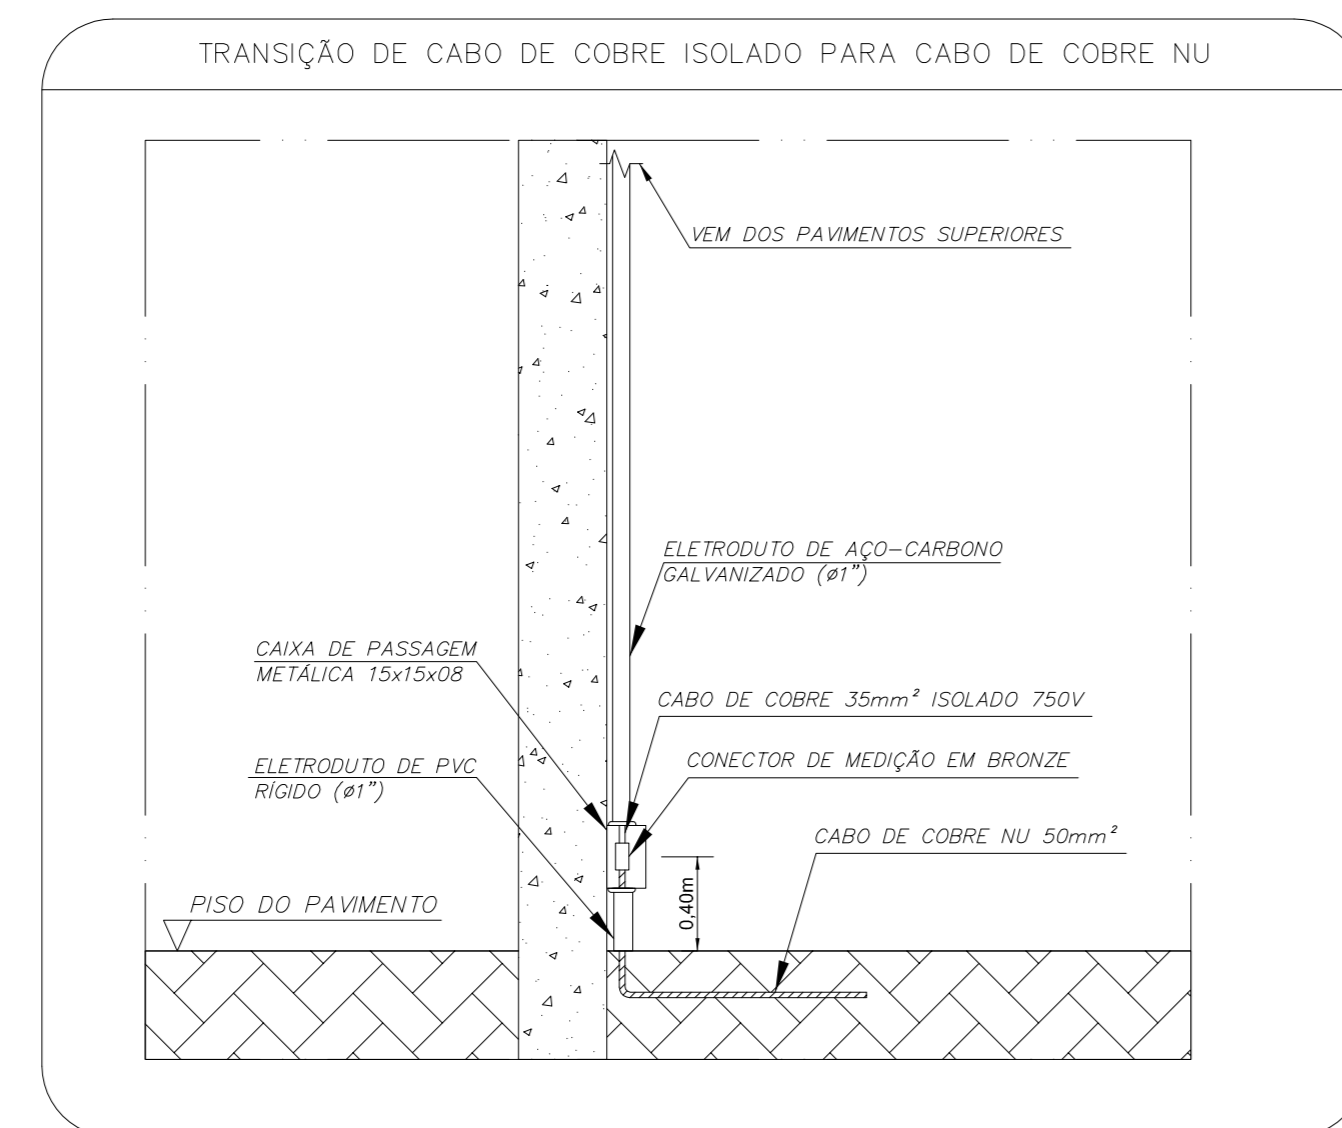 TRANSIÇÃO DE CABO DE COBRE ISOLADO PARA CABO DE COBRE NU
VEM DOS PAVIMENTOS SUPERIORES
ELETRODUTO DE AÇO-CARBONO
GALVANIZADO (ø1")
CAIXA DE PASSAGEM
METÁLICA 15x15x08
CABO DE COBRE 35mm² ISOLADO 750V
ELETRODUTO DE PVC
RÍGIDO (ø1")
CONECTOR DE MEDIÇÃO EM BRONZE
CABO DE COBRE NU 50mm²
0,40m
PISO DO PAVIMENTO